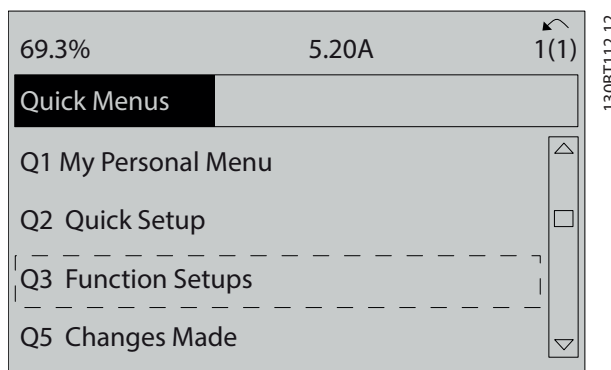 69.3% 5.20A 1(1)
Quick Menus
Q1 My Personal Menu
Q2 Quick Setup
Q3 Function Setups
Q5 Changes Made
130BT112.12